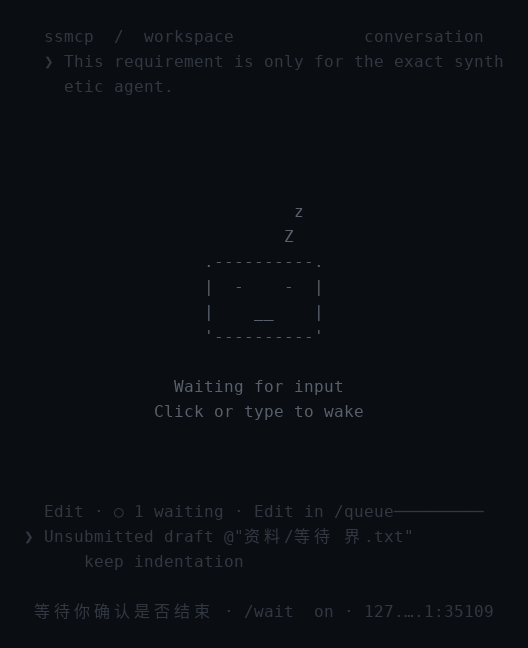 ssmcp  /  workspace             conversation
❯ This requirement is only for the exact synth
etic agent.
z
Z
.----------.
|  -    -  |
|    __    |
'----------'
Waiting for input
Click or type to wake
Edit · ○ 1 waiting · Edit in /queue─────────
❯ Unsubmitted draft @"资料/等待 界.txt"
keep indentation
等待你确认是否结束 · /wait  on · 127.….1:35109